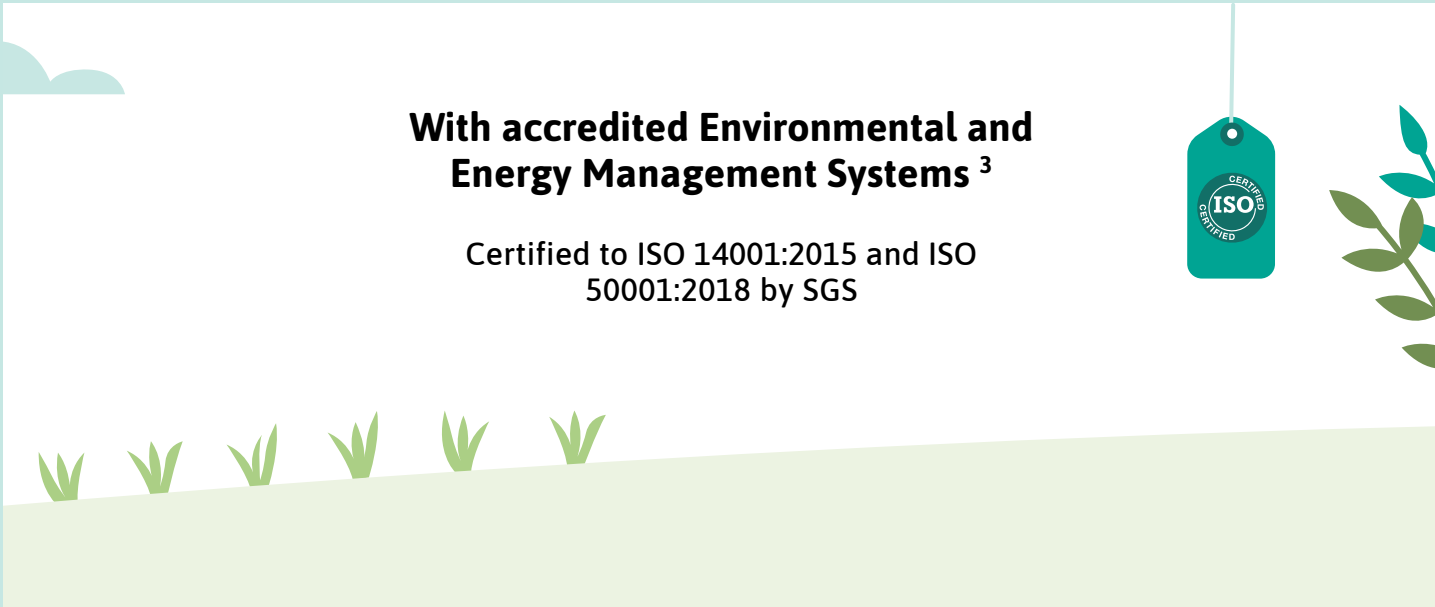 With accredited Environmental and
Energy Management Systems ³
Certified to ISO 14001:2015 and ISO
50001:2018 by SGS
CERTIFIED
ISO
CERTIFIED